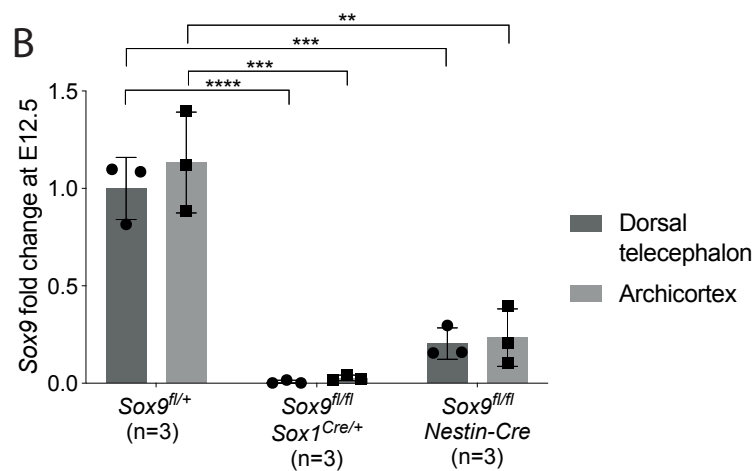 B
**
***
***
****
Sox9 fold change at E12.5
1.5
1.0
0.5
0.0
Sox9fl/+
(n=3)
Sox9fl/fl
Sox1Cre/+
(n=3)
Sox9fl/fl
Nestin-Cre
(n=3)
Dorsal
telecephalon
Archicortex